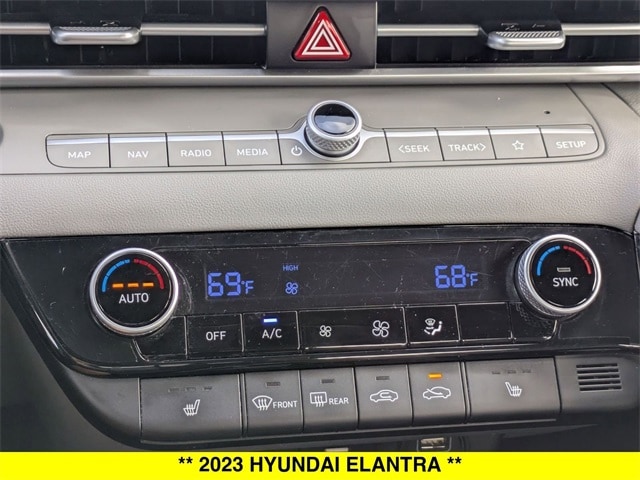 MAP NAV RADIO MEDIA <SEEK TRACK> SETUP
HIGH
69°F 68°F
AUTO SYNC
OFF A/C
FRONT REAR
** 2023 HYUNDAI ELANTRA **